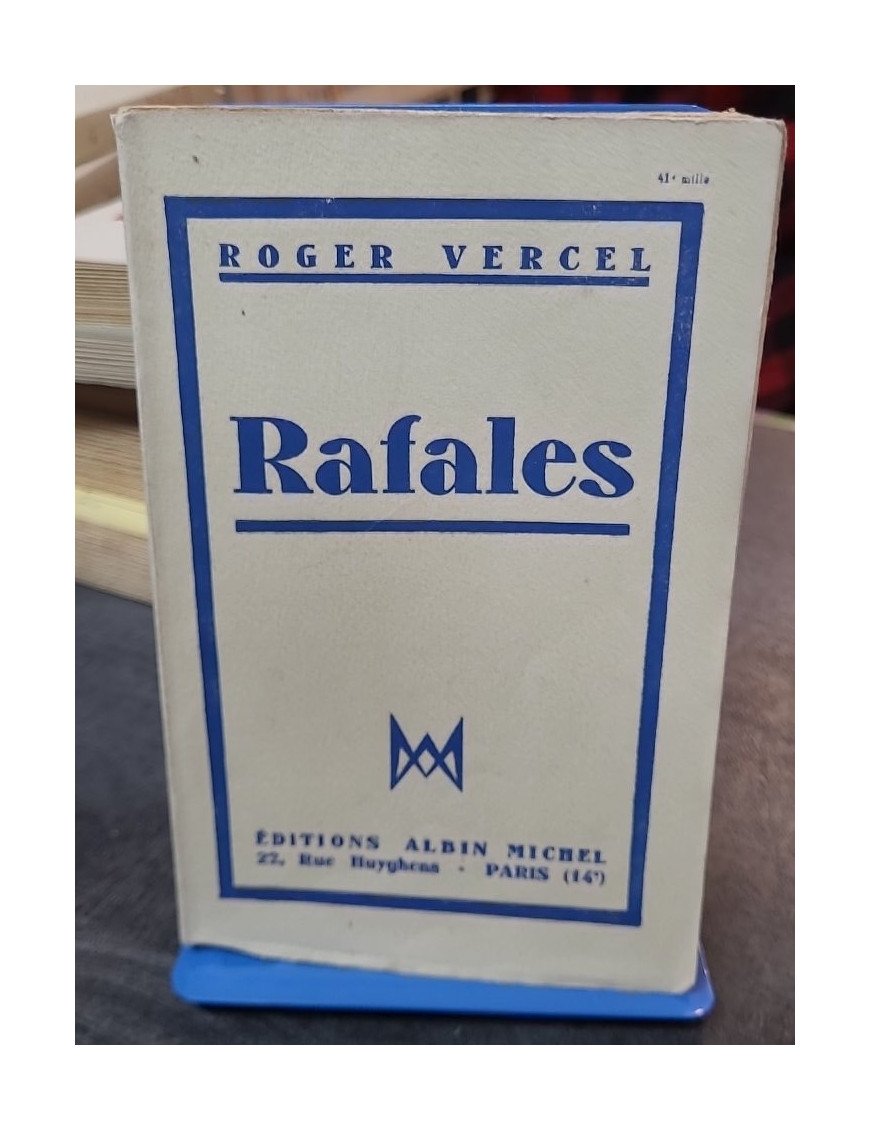 41e mille
ROGER VERCEL
Rafales
ÉDITIONS ALBIN MICHEL
22, Rue Huyghens - PARIS (14e)